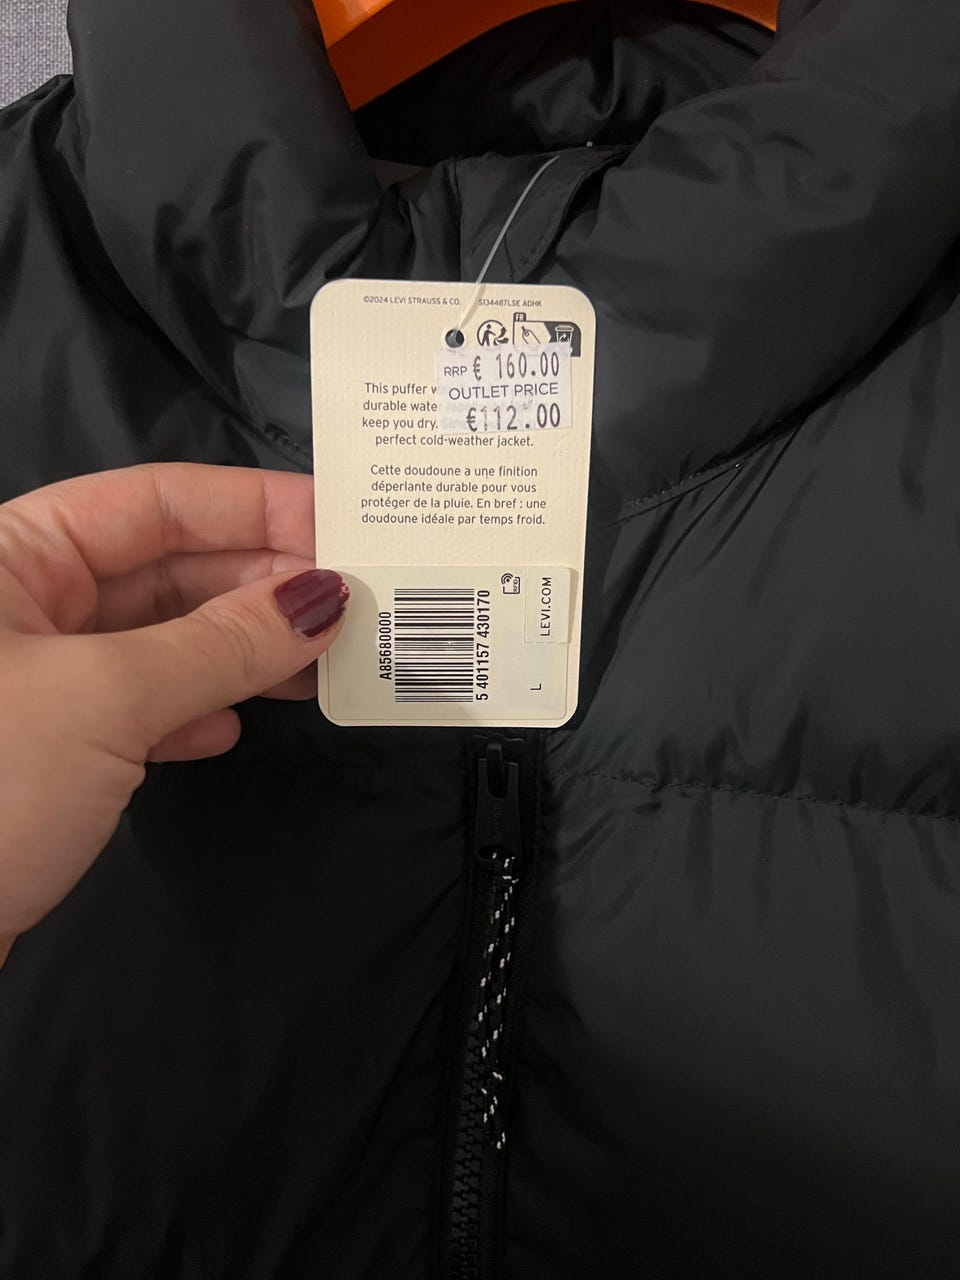 ©2024 LEVI STRAUSS & CO. S134487LSE ADHK
FR
RRP € 160.00
OUTLET PRICE
€112.00
This puffer
durable
keep you dry.
perfect cold-weather jacket.
Cette doudoune a une finition
déperlante durable pour vous
protéger de la pluie. En bref : une
doudoune idéale par temps froid.
A85680000
5 401157 430170
RFID
LEVI.COM
L